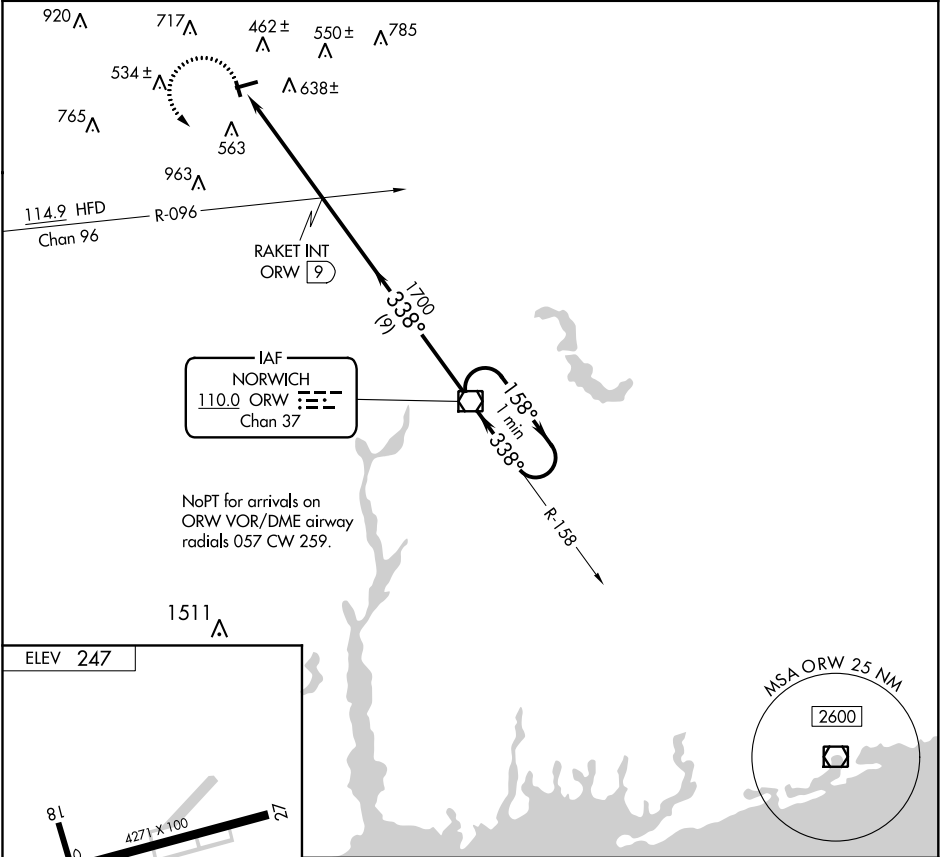 920
717
462 ±
550 ±
785
534 ±
638±
765
563
963
114.9 HFD
Chan 96
R-096
RAKET INT
ORW 9
1700
338°
(9)
IAF
NORWICH
110.0 ORW
Chan 37
158°
1 min
338°
R-158
NoPT for arrivals on
ORW VOR/DME airway
radials 057 CW 259.
1511
ELEV 247
18
27
4271 X 100
MSA ORW 25 NM
2600